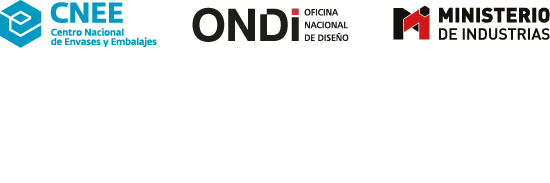 CNEE
Centro Nacional
de Envases y Embalajes
ONDi
OFICINA
NACIONAL
DE DISEÑO
MINISTERIO
DE INDUSTRIAS